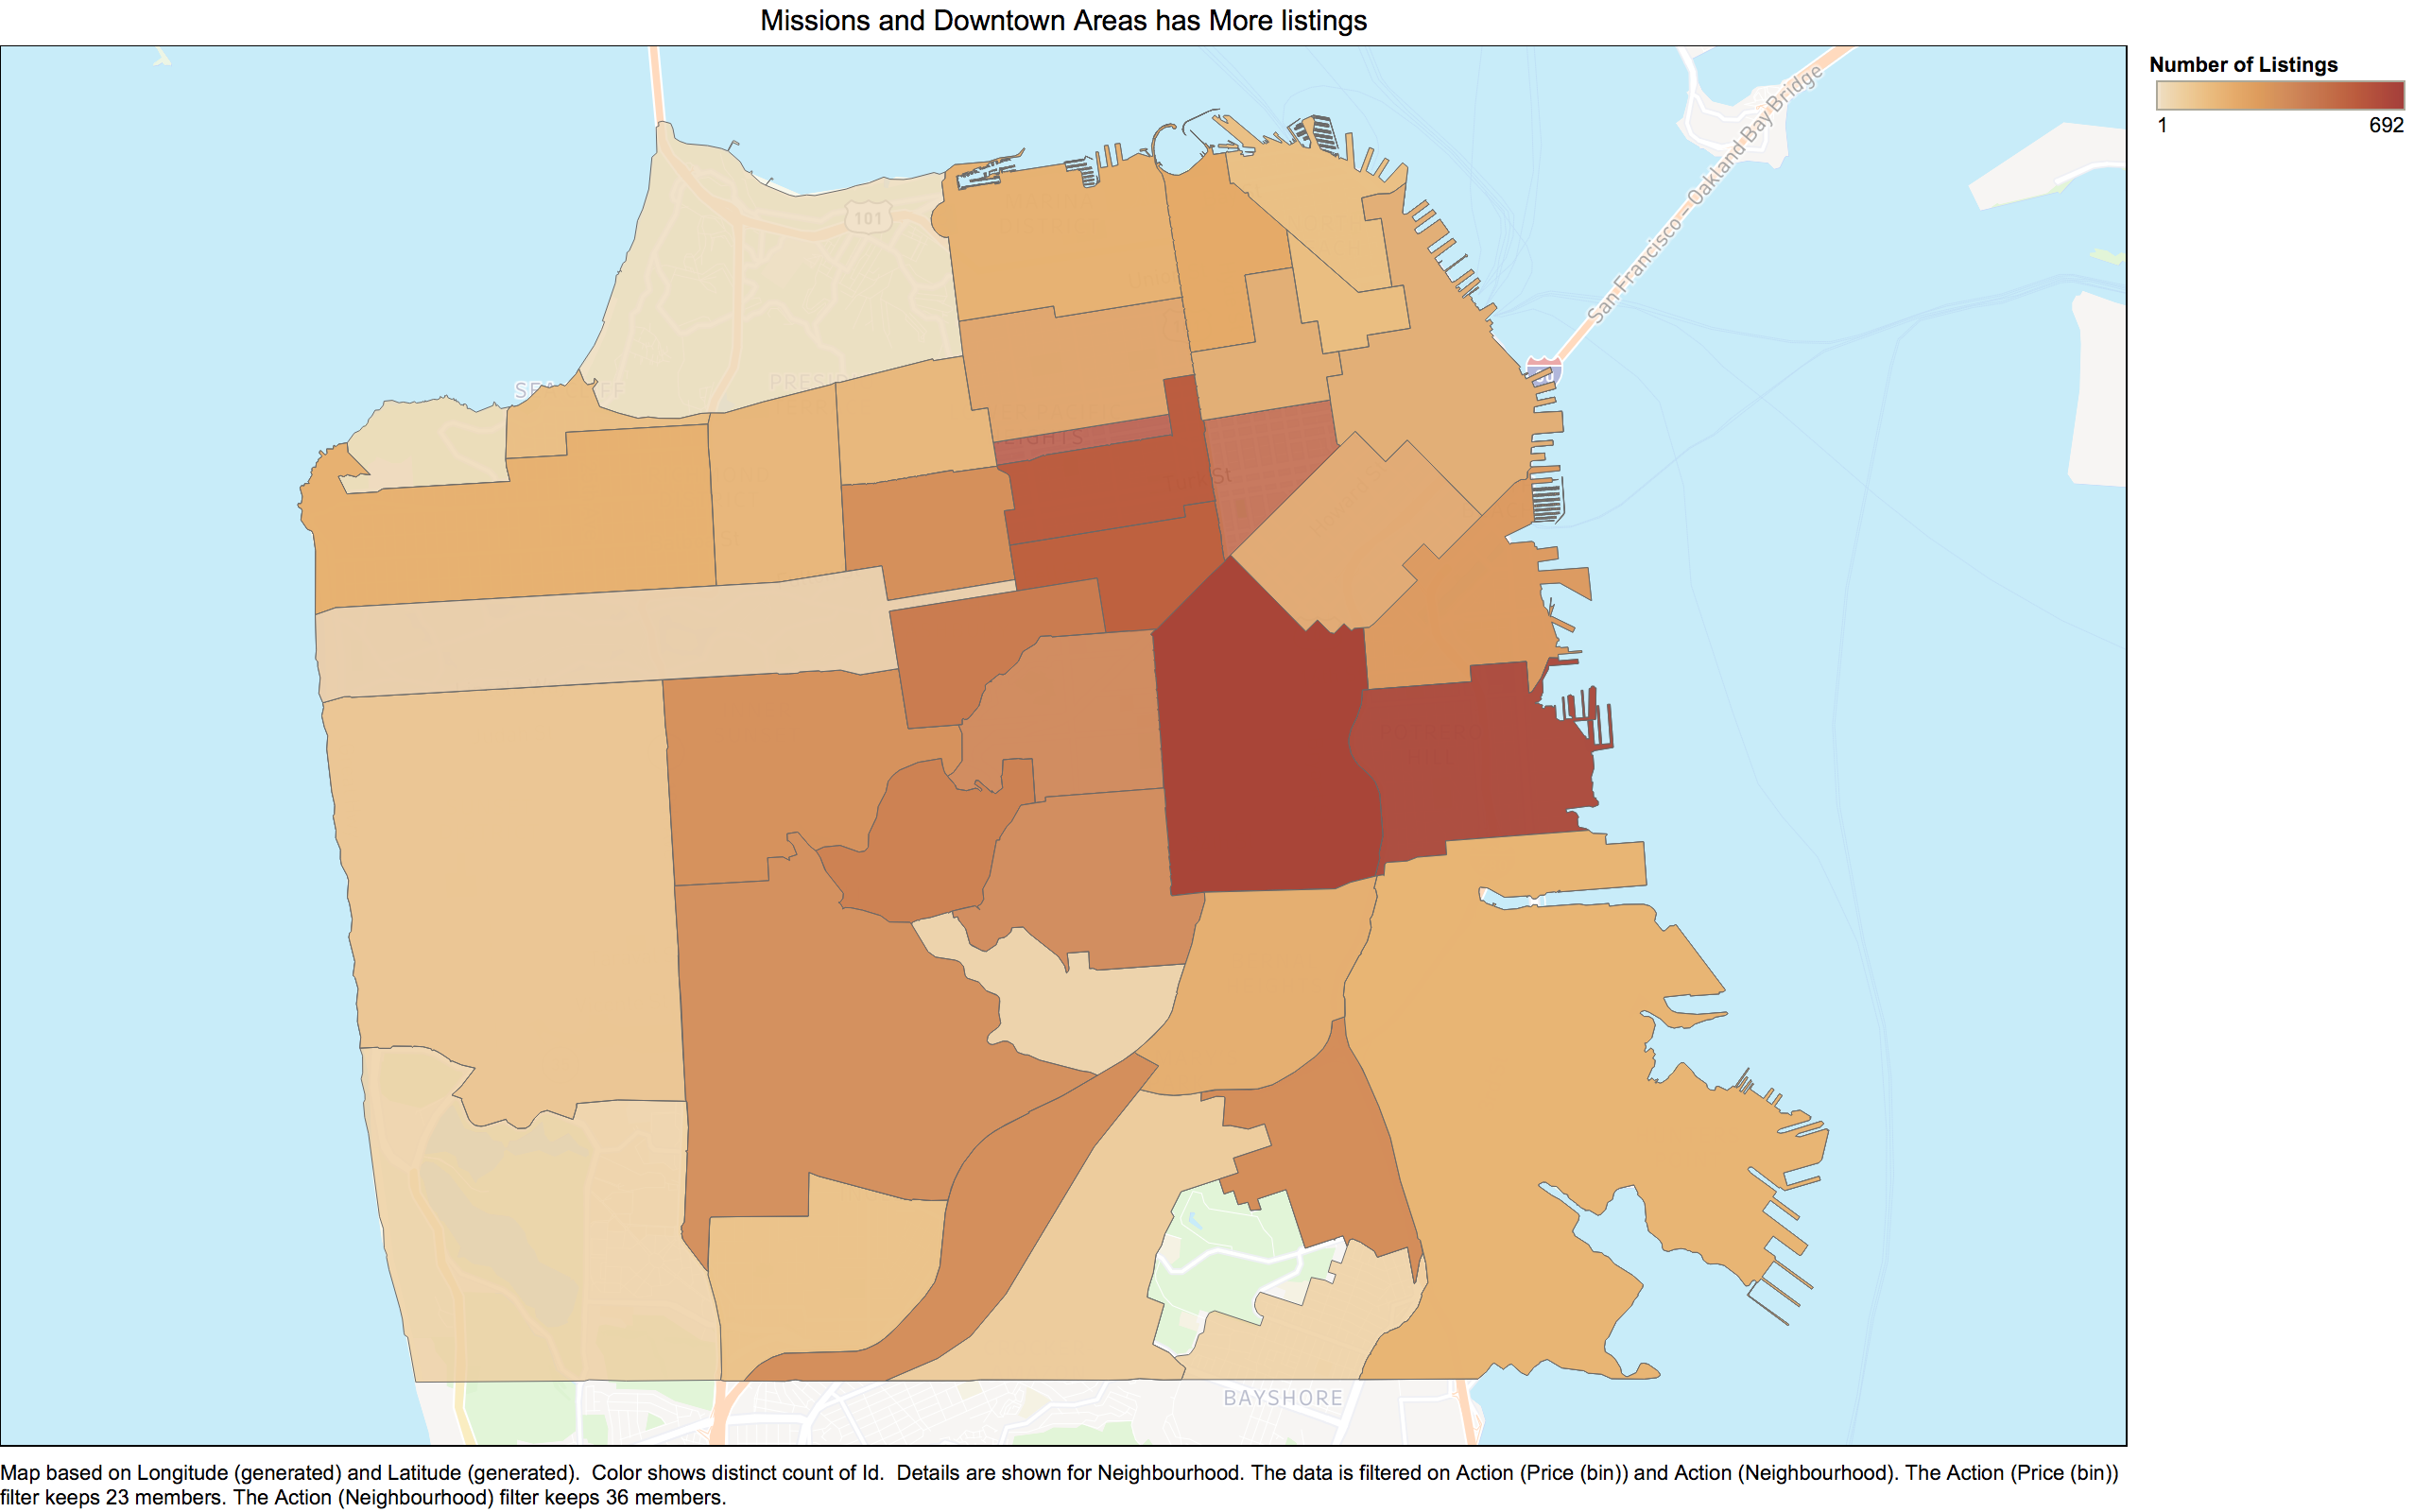 Missions and Downtown Areas has More listings
Number of Listings
1
692
San Francisco – Oakland Bay Bridge
101
80
BAYSHORE
Map based on Longitude (generated) and Latitude (generated).  Color shows distinct count of Id.  Details are shown for Neighbourhood. The data is filtered on Action (Price (bin)) and Action (Neighbourhood). The Action (Price (bin))
filter keeps 23 members. The Action (Neighbourhood) filter keeps 36 members.